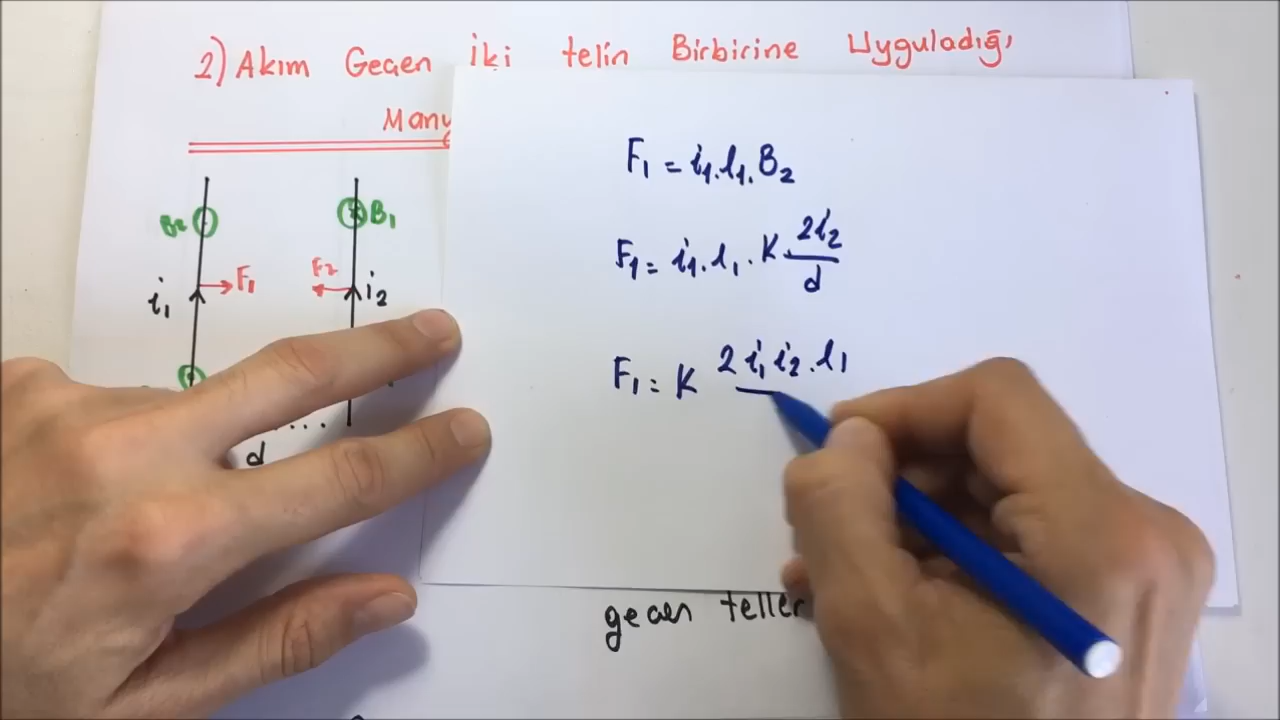 2) Akım Geçen İki telin Birbirine Uyguladığı
Many
F₁ = i₁.l₁.B₂
F₁ = i₁.l₁.K.2i₂/d
F₁ = K 2i₁i₂.l₁
B₂
B₁
F₁
F₂
i₁
i₂
d ....
geçen teller